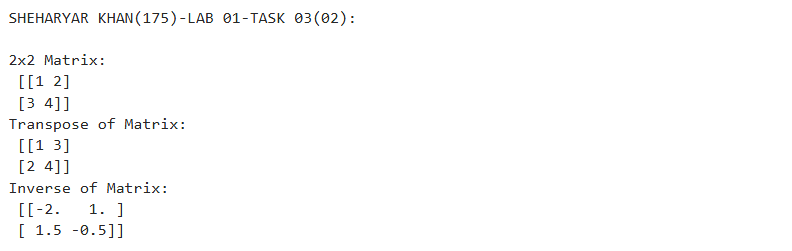 SHEHARYAR KHAN(175)-LAB 01-TASK 03(02):

2x2 Matrix:
 [[1 2]
 [3 4]]
Transpose of Matrix:
 [[1 3]
 [2 4]]
Inverse of Matrix:
 [[-2.   1. ]
 [ 1.5 -0.5]]